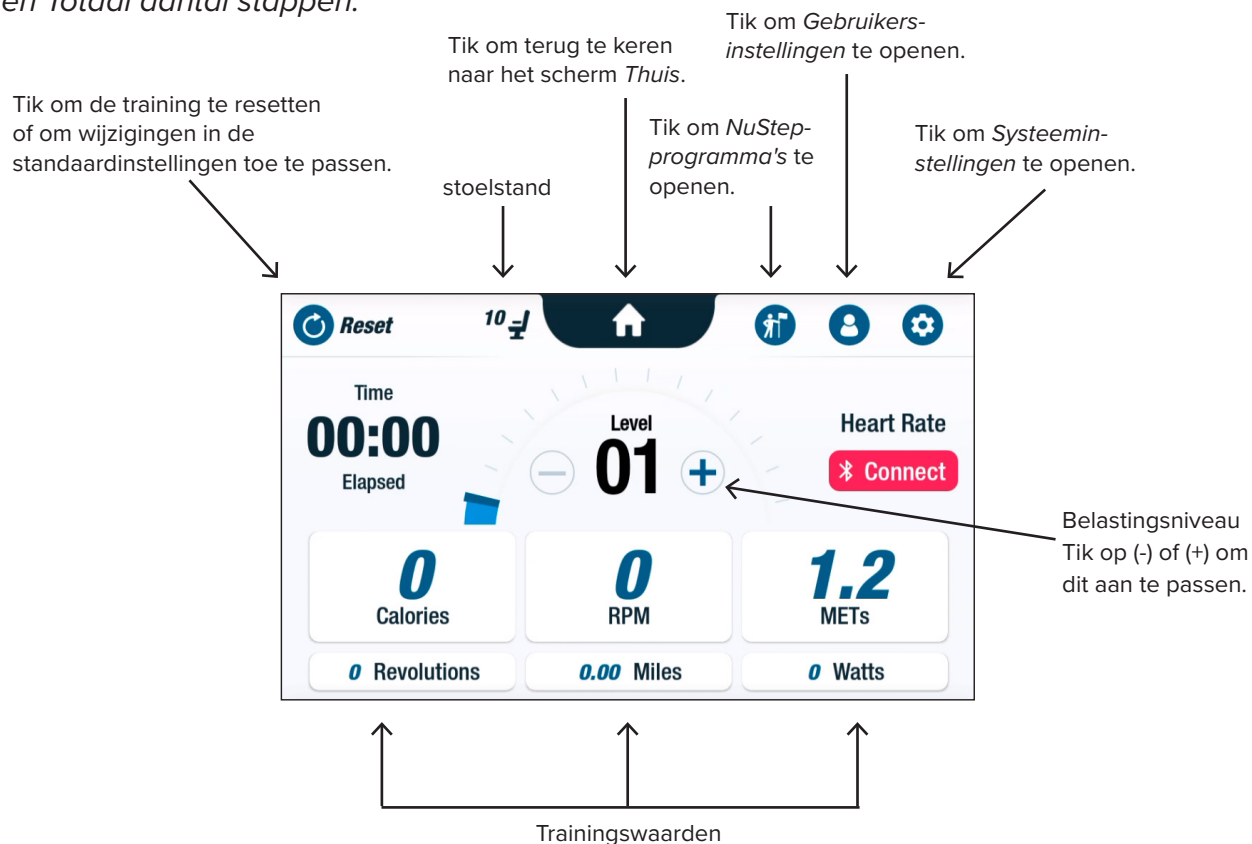 en Totaal aantal stappen.
Tik om Gebruikers-
instellingen te openen.
Tik om terug te keren
naar het scherm Thuis.
Tik om de training te resetten
of om wijzigingen in de
standaardinstellingen toe te passen.
Tik om NuStep-
programma's te
openen.
Tik om Systeemin-
stellingen te openen.
stoelstand
Reset
10
Time
00:00
Elapsed
Level
01
Heart Rate
Connect
Belastingsniveau
Tik op (-) of (+) om
dit aan te passen.
0
Calories
0
RPM
1.2
METs
0 Revolutions
0.00 Miles
0 Watts
Trainingswaarden